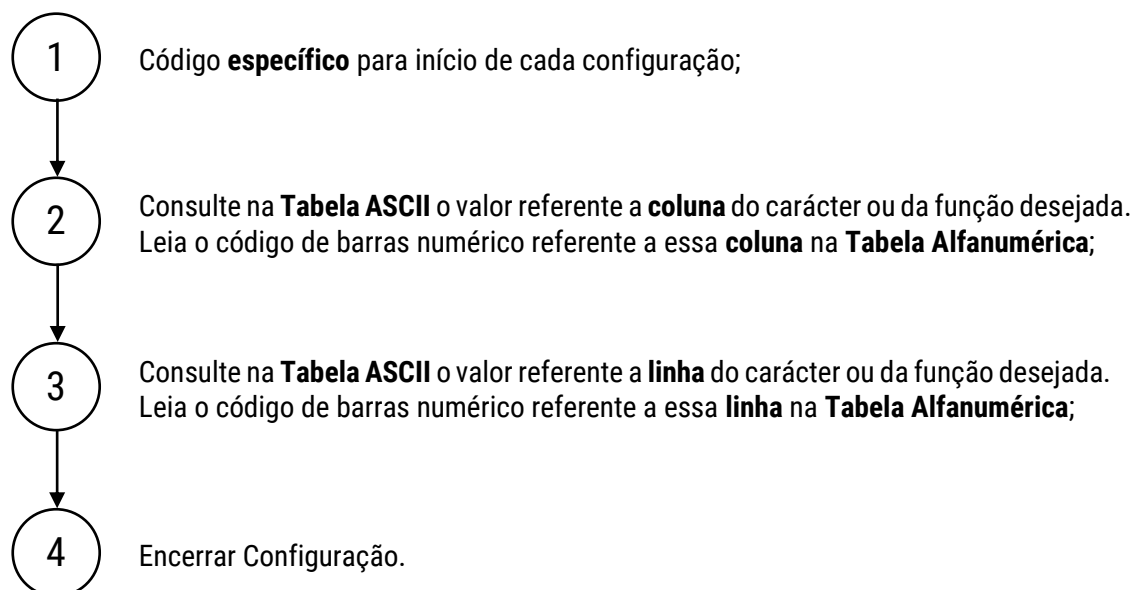 1
Código específico para início de cada configuração;
2
Consulte na Tabela ASCII o valor referente a coluna do carácter ou da função desejada.
Leia o código de barras numérico referente a essa coluna na Tabela Alfanumérica;
3
Consulte na Tabela ASCII o valor referente a linha do carácter ou da função desejada.
Leia o código de barras numérico referente a essa linha na Tabela Alfanumérica;
4
Encerrar Configuração.